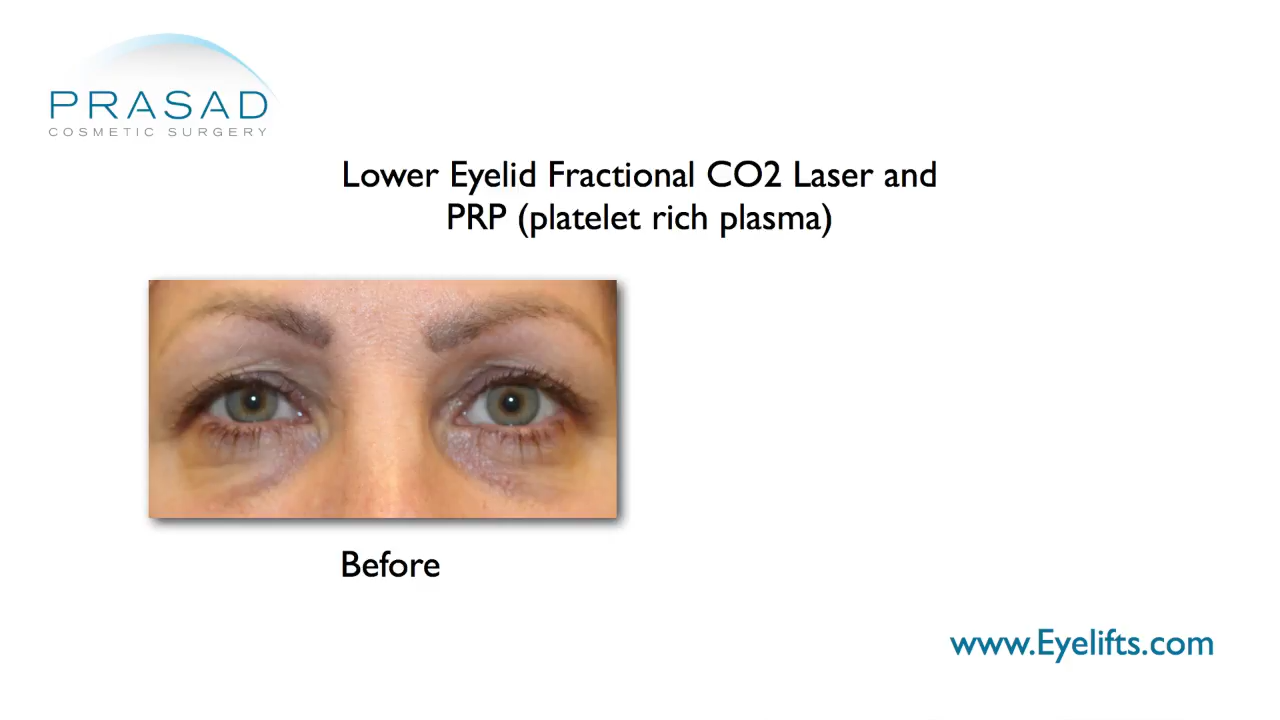 PRASAD
COSMETIC SURGERY
Lower Eyelid Fractional CO2 Laser and
PRP (platelet rich plasma)
Before
www.Eyelifts.com